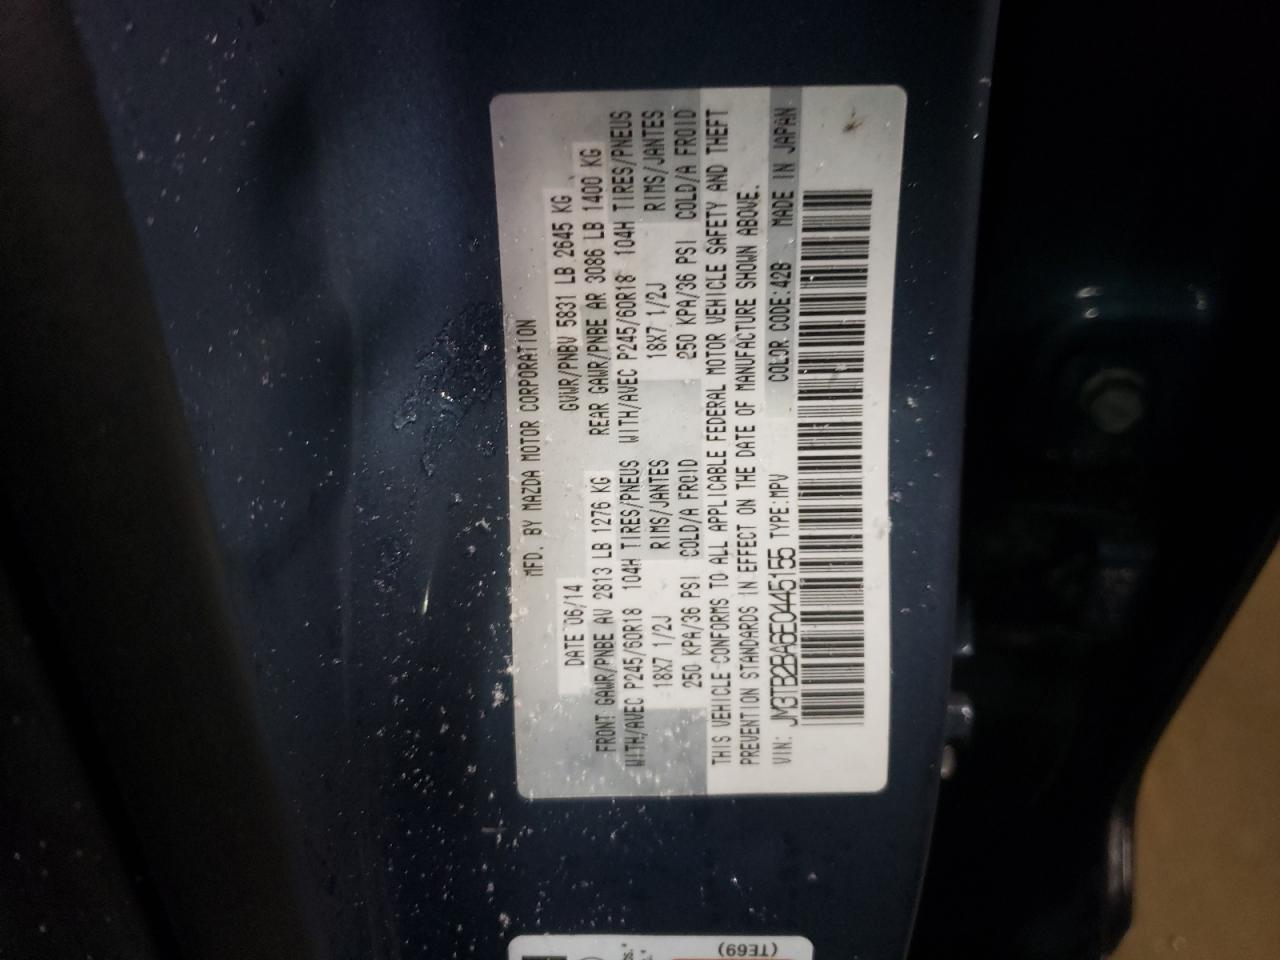 MFD. BY MAZDA MOTOR CORPORATION
DATE 06/14 GVWR/PNBV 5831 LB 2645 KG
FRONT GAWR/PNBE AV 2813 LB 1276 KG REAR GAWR/PNBE AR 3086 LB 1400 KG
WITH/AVEC P245/60R18 104H TIRES/PNEUS WITH/AVEC P245/60R18 104H TIRES/PNEUS
18X7 1/2J RIMS/JANTES 18X7 1/2J RIMS/JANTES
250 KPA/36 PSI COLD/A FROID 250 KPA/36 PSI COLD/A FROID
THIS VEHICLE CONFORMS TO ALL APPLICABLE FEDERAL MOTOR VEHICLE SAFETY AND THEFT
PREVENTION STANDARDS IN EFFECT ON THE DATE OF MANUFACTURE SHOWN ABOVE.
VIN: JM3TB2BA6E0445155 TYPE:MPV COLOR CODE:42B MADE IN JAPAN
(TE69)